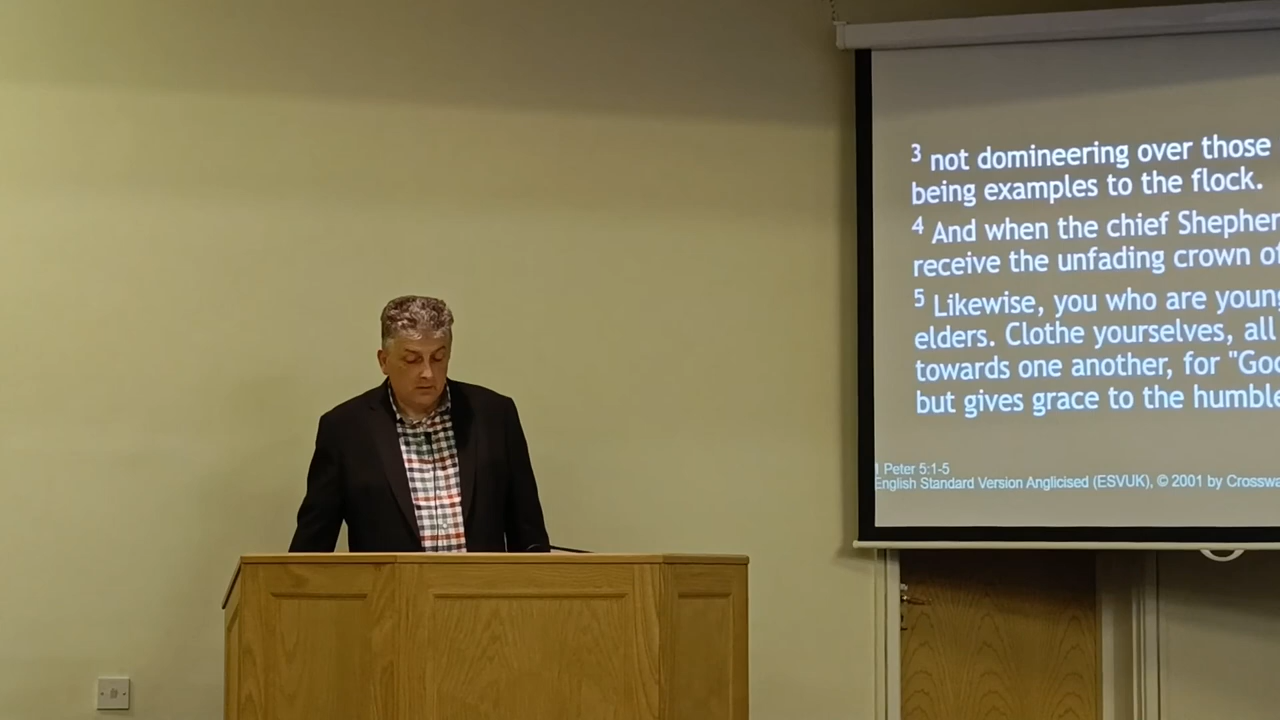 3 not domineering over those
being examples to the flock.
4 And when the chief Shepher
receive the unfading crown of
5 Likewise, you who are young
elders. Clothe yourselves, all
towards one another, for "God
but gives grace to the humble
1 Peter 5:1-5
English Standard Version Anglicised (ESVUK), © 2001 by Crosswa